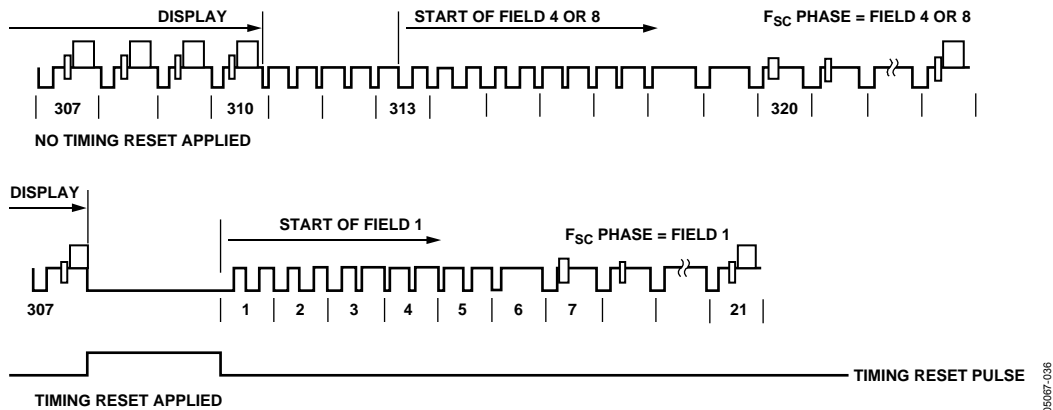 DISPLAY
START OF FIELD 4 OR 8
FSC PHASE = FIELD 4 OR 8
307 310 313 320
NO TIMING RESET APPLIED
DISPLAY
START OF FIELD 1
FSC PHASE = FIELD 1
307 1 2 3 4 5 6 7 21
TIMING RESET PULSE
TIMING RESET APPLIED
05067-036